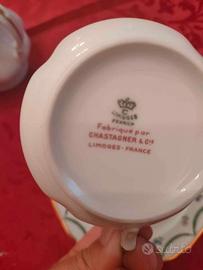 C
LIMOGES
FRANCE
Fabriqué par
CHASTAGNER & Cie
LIMOGES-FRANCE
subito